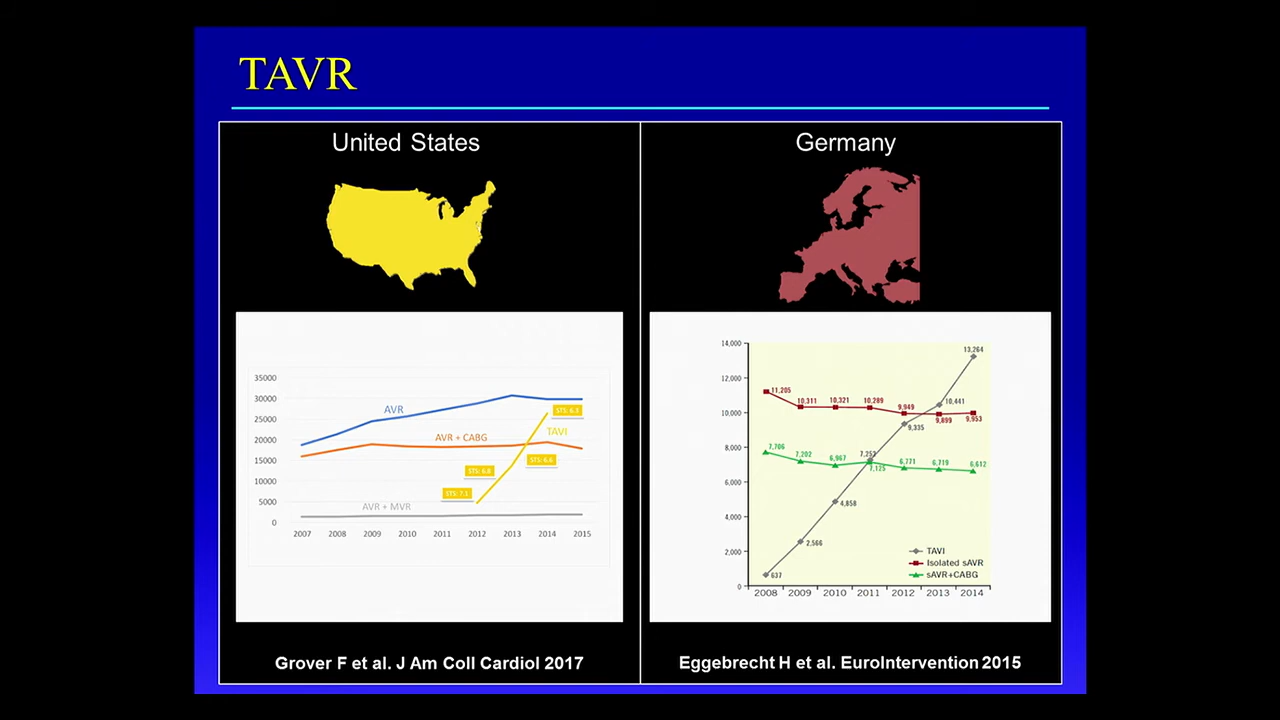 TAVR
United States
Germany
35000
30000
25000
20000
15000
10000
5000
0
AVR
AVR + CABG
AVR + MVR
TAVI
STS: 7.1
STS: 6.8
STS: 6.6
STS: 6.3
2007 2008 2009 2010 2011 2012 2013 2014 2015
14,000
12,000
10,000
8,000
6,000
4,000
2,000
0
11,205 10,311 10,321 10,289 9,949 9,899 9,953
7,706 7,202 6,967 7,125 6,771 6,719 6,612
637 2,566 4,858 7,252 9,335 10,441 13,264
TAVI
Isolated sAVR
sAVR+CABG
2008 2009 2010 2011 2012 2013 2014
Grover F et al. J Am Coll Cardiol 2017
Eggebrecht H et al. EuroIntervention 2015